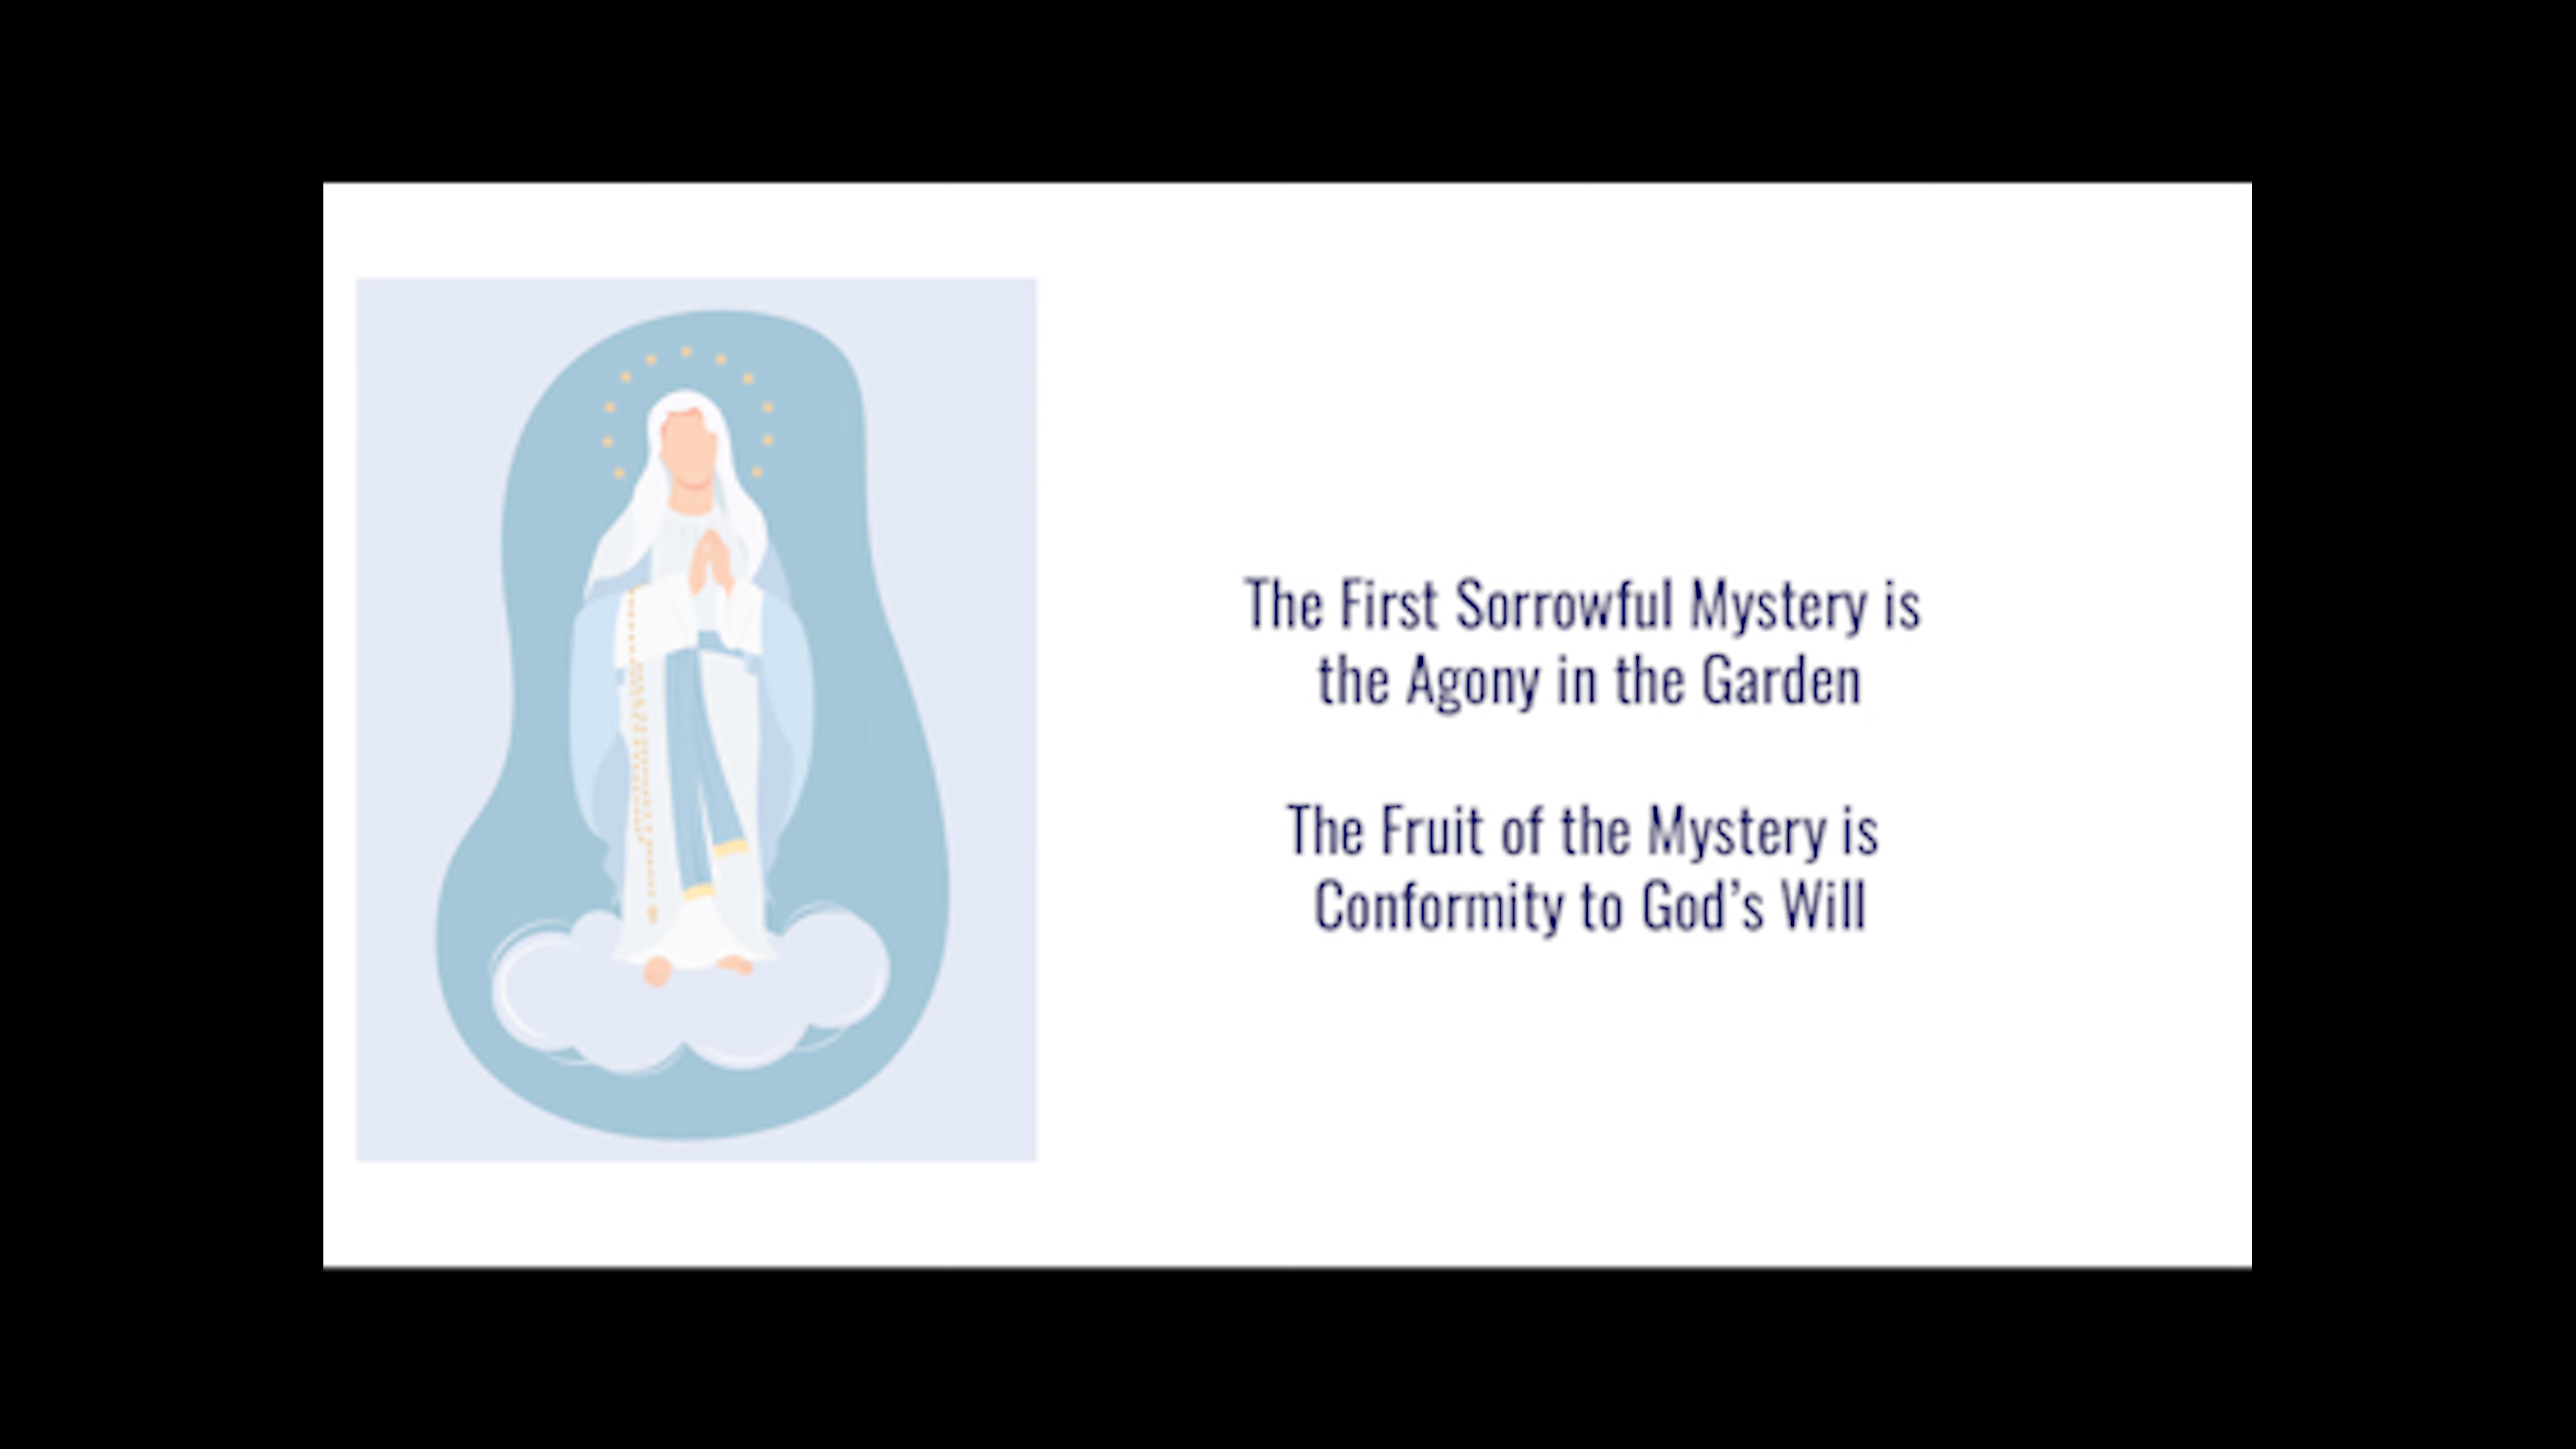 The First Sorrowful Mystery is
the Agony in the Garden
The Fruit of the Mystery is
Conformity to God’s Will